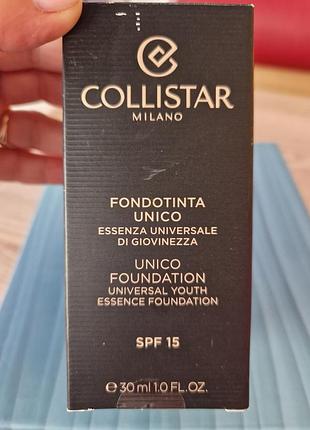 COLLISTAR
MILANO
FONDOTINTA
UNICO
ESSENZA UNIVERSALE
DI GIOVINEZZA
UNICO
FOUNDATION
UNIVERSAL YOUTH
ESSENCE FOUNDATION
SPF 15
℮ 30 ml 1.0 FL.OZ.